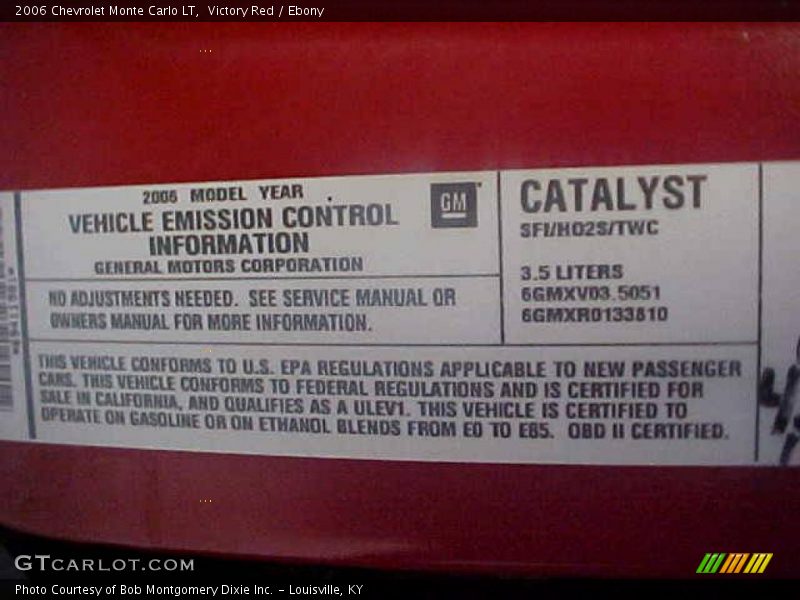 2006 Chevrolet Monte Carlo LT,  Victory Red / Ebony
2006 MODEL YEAR
VEHICLE EMISSION CONTROL
INFORMATION
GENERAL MOTORS CORPORATION
GM
NO ADJUSTMENTS NEEDED. SEE SERVICE MANUAL OR
OWNERS MANUAL FOR MORE INFORMATION.
CATALYST
SFI/HO2S/TWC
3.5 LITERS
6GMXV03.5051
6GMXR0133810
THIS VEHICLE CONFORMS TO U.S. EPA REGULATIONS APPLICABLE TO NEW PASSENGER
CARS. THIS VEHICLE CONFORMS TO FEDERAL REGULATIONS AND IS CERTIFIED FOR
SALE IN CALIFORNIA, AND QUALIFIES AS A ULEV1. THIS VEHICLE IS CERTIFIED TO
OPERATE ON GASOLINE OR ON ETHANOL BLENDS FROM E0 TO E85. OBD II CERTIFIED.
GTCARLOT.COM
Photo Courtesy of Bob Montgomery Dixie Inc. - Louisville, KY